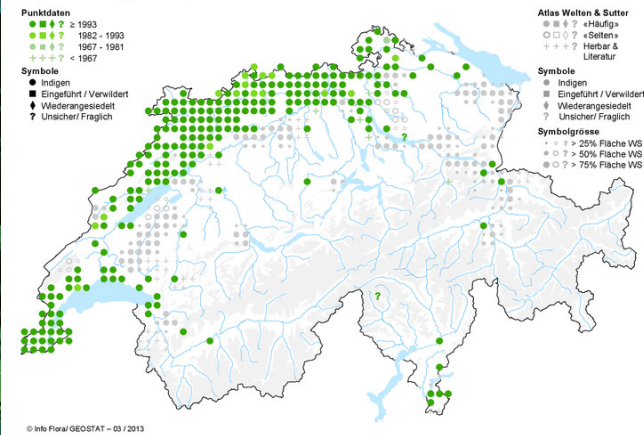 Punktdaten
≥ 1993
1982 - 1993
1967 - 1981
< 1967
Symbole
Indigen
Eingeführt / Verwildert
Wiederangesiedelt
? Unsicher/ Fraglich
Atlas Welten & Sutter
? «Häufig»
? «Selten»
+++? Herbar &
Literatur
Symbole
Indigen
Eingeführt / Verwildert
Wiederangesiedelt
? Unsicher/ Fraglich
Symbolgrösse
? > 25% Fläche WS
? > 50% Fläche WS
? > 75% Fläche WS
?
?
© Info Flora/ GEOSTAT – 03 / 2013